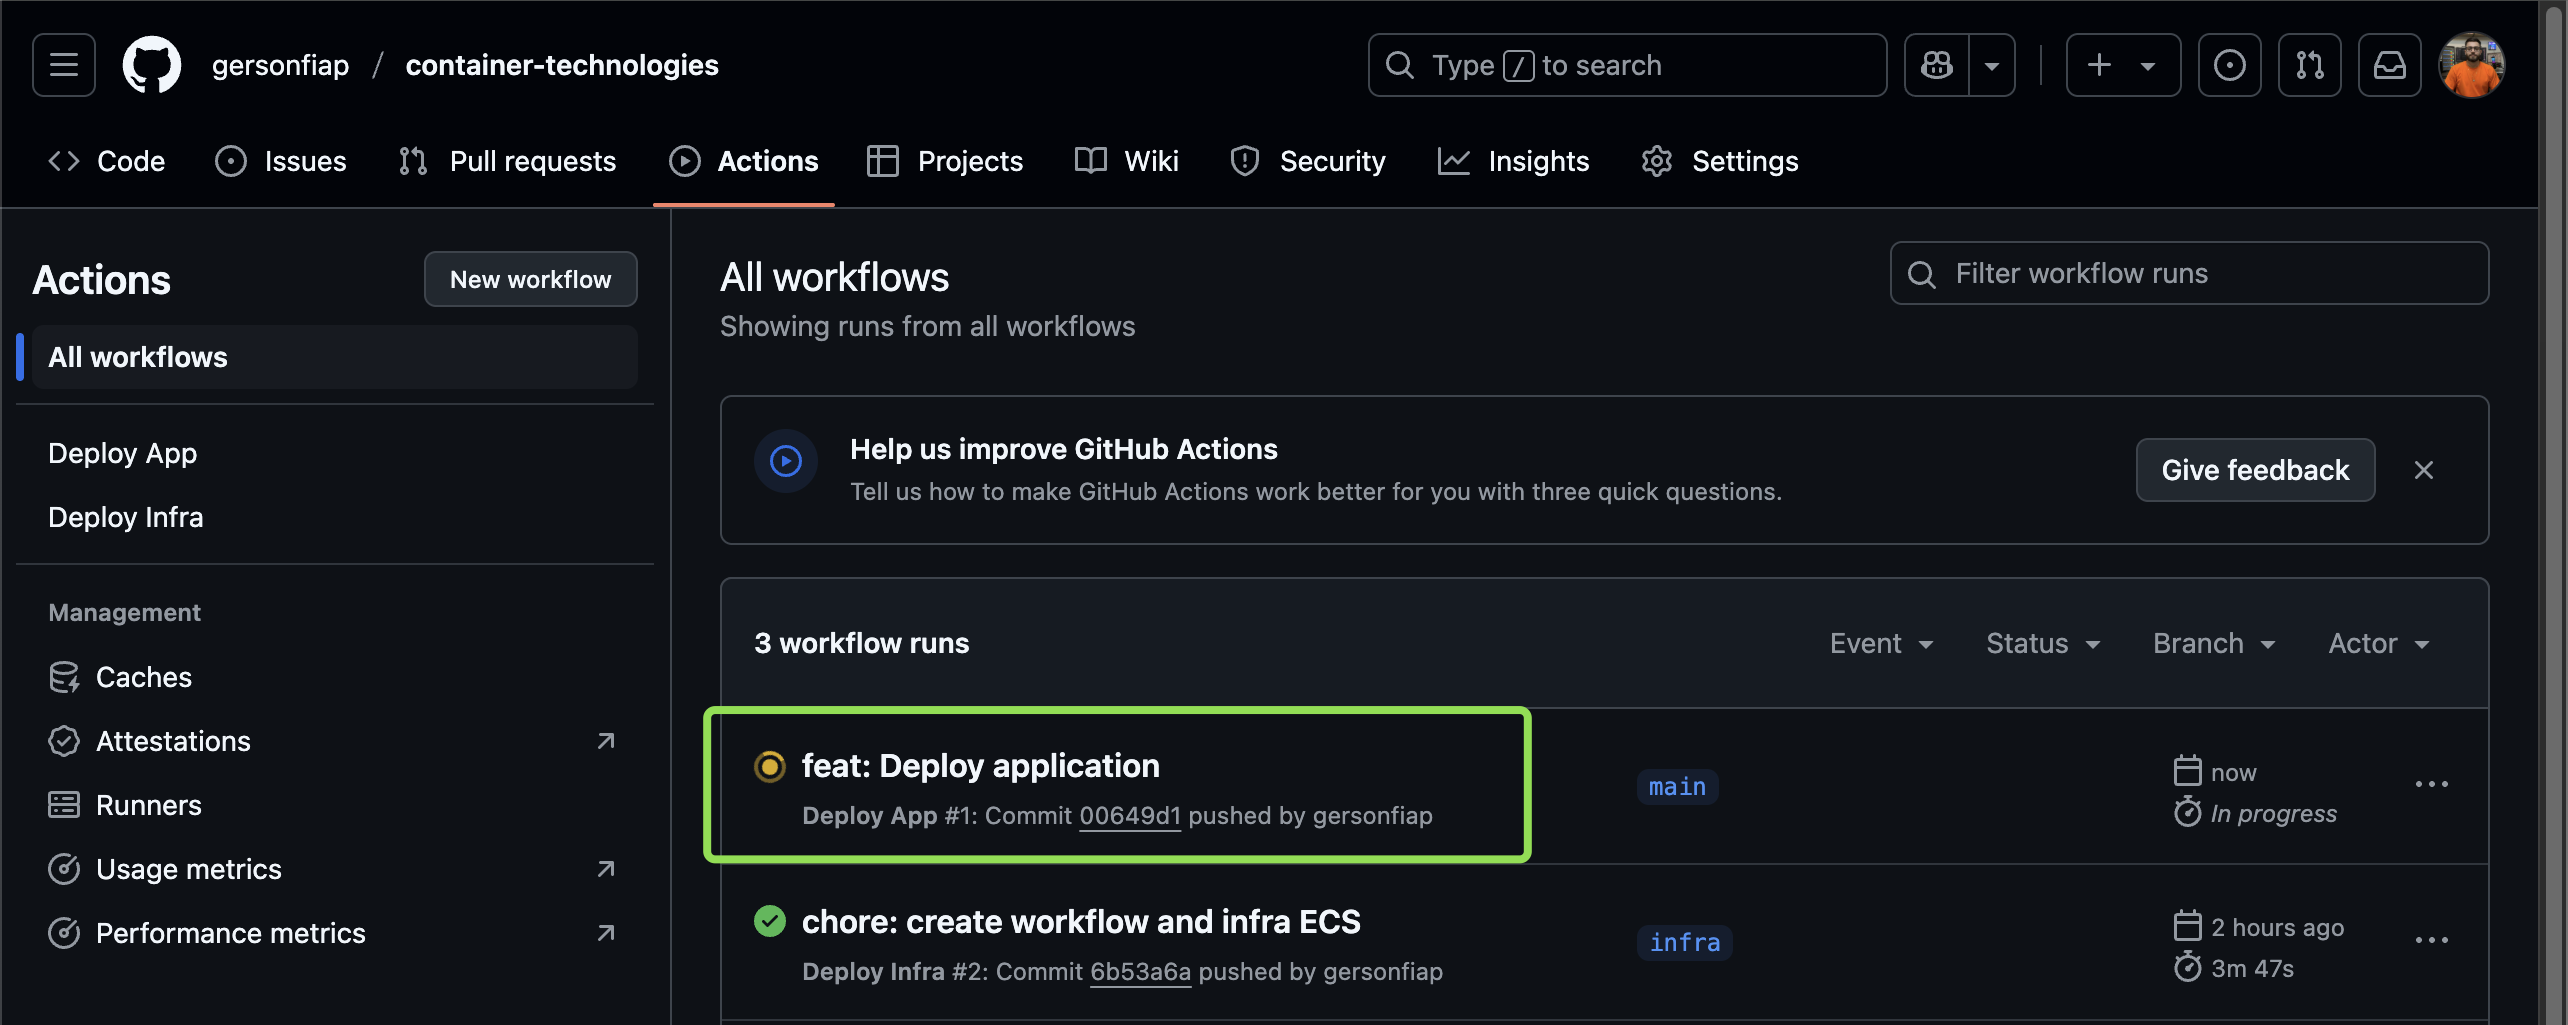 gersonfiap / container-technologies
Type / to search
Code Issues Pull requests Actions Projects Wiki Security Insights Settings
Actions
New workflow
All workflows
Deploy App
Deploy Infra
Management
Caches
Attestations
Runners
Usage metrics
Performance metrics
All workflows
Showing runs from all workflows
Filter workflow runs
Help us improve GitHub Actions
Tell us how to make GitHub Actions work better for you with three quick questions.
Give feedback
3 workflow runs
Event Status Branch Actor
feat: Deploy application
Deploy App #1: Commit 00649d1 pushed by gersonfiap
main
now
In progress
chore: create workflow and infra ECS
Deploy Infra #2: Commit 6b53a6a pushed by gersonfiap
infra
2 hours ago
3m 47s